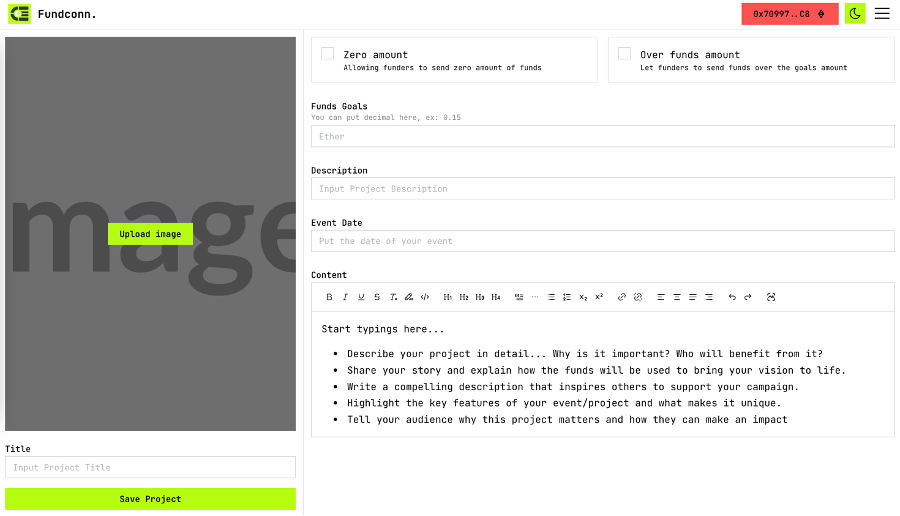 Fundconn.
0x70997..C8
mage
Upload image
Title
Input Project Title
Save Project
Zero amount
Allowing funders to send zero amount of funds
Over funds amount
Let funders to send funds over the goals amount
Funds Goals
You can put decimal here, ex: 0.15
Ether
Description
Input Project Description
Event Date
Put the date of your event
Content
B I U S H1 H2 H3 H4 x2 x2
Start typings here...
• Describe your project in detail... Why is it important? Who will benefit from it?
• Share your story and explain how the funds will be used to bring your vision to life.
• Write a compelling description that inspires others to support your campaign.
• Highlight the key features of your event/project and what makes it unique.
• Tell your audience why this project matters and how they can make an impact